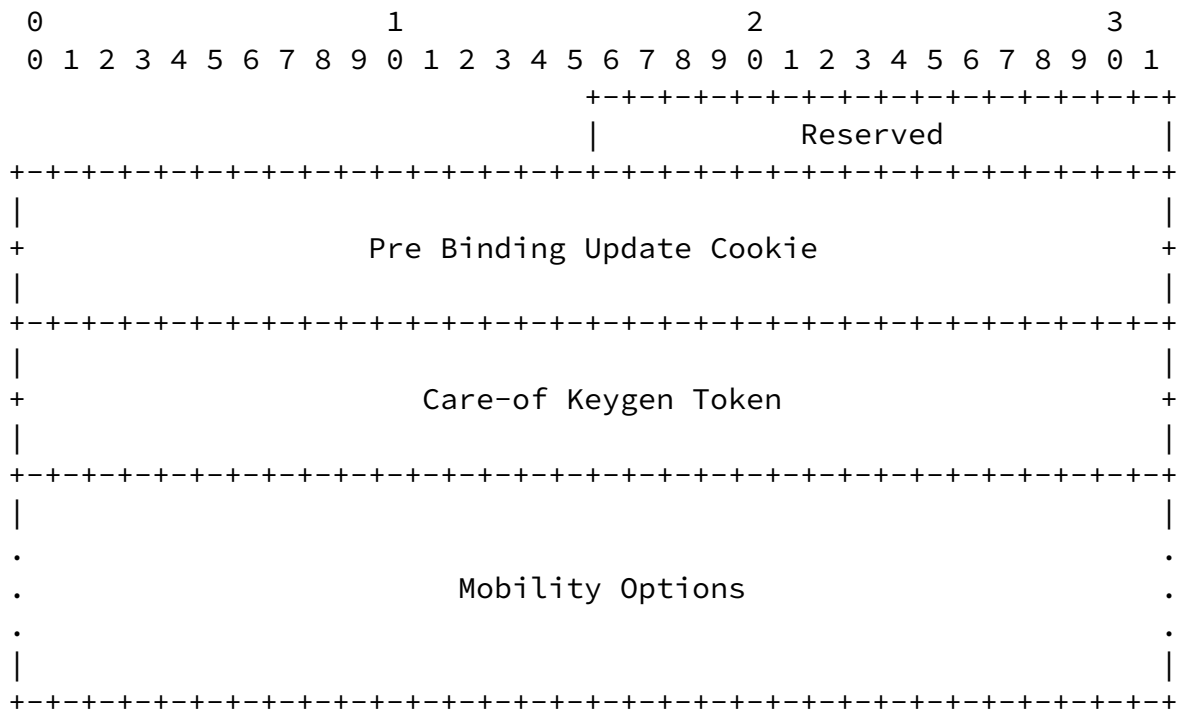 0                   1                   2                   3
0 1 2 3 4 5 6 7 8 9 0 1 2 3 4 5 6 7 8 9 0 1 2 3 4 5 6 7 8 9 0 1
Reserved
Pre Binding Update Cookie
Care-of Keygen Token
Mobility Options